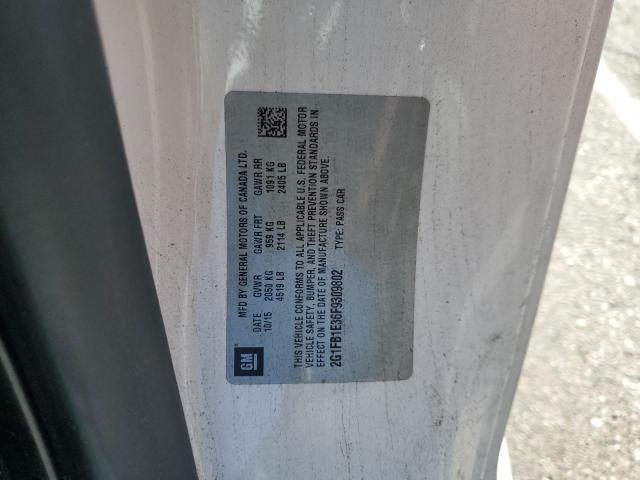 GM
MFD BY GENERAL MOTORS OF CANADA LTD.
DATE GVWR GAWR FRT GAWR RR
10/15 2050 KG 959 KG 1091 KG
4519 LB 2114 LB 2405 LB
THIS VEHICLE CONFORMS TO ALL APPLICABLE U.S. FEDERAL MOTOR
VEHICLE SAFETY, BUMPER, AND THEFT PREVENTION STANDARDS IN
EFFECT ON THE DATE OF MANUFACTURE SHOWN ABOVE.
2G1FB1E36F9309802 TYPE: PASS CAR